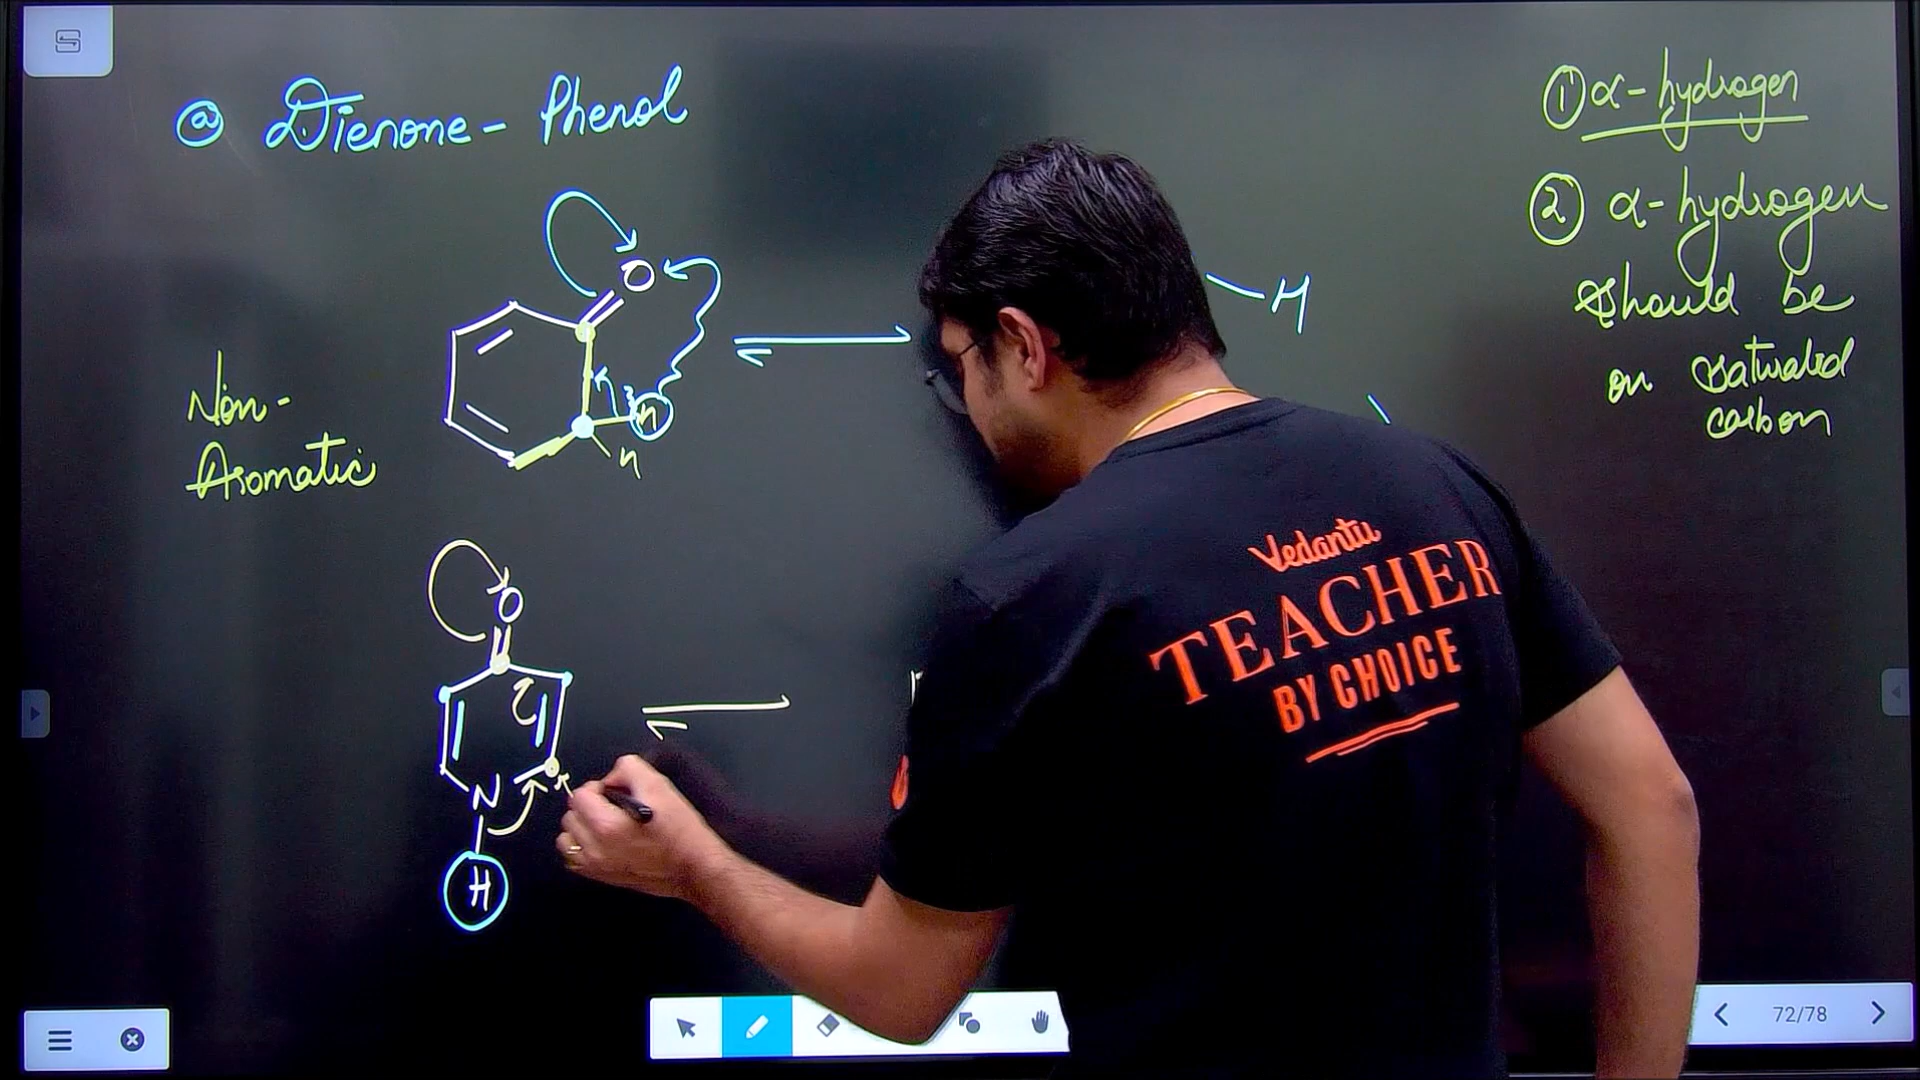 ⓐ Dienone - Phenol
① α - hydrogen
② α - hydrogen
should be
on saturated
carbon
O
H
H
H
Non-
Aromatic
O
N
H
Vedantu
TEACHER
BY CHOICE
72/78